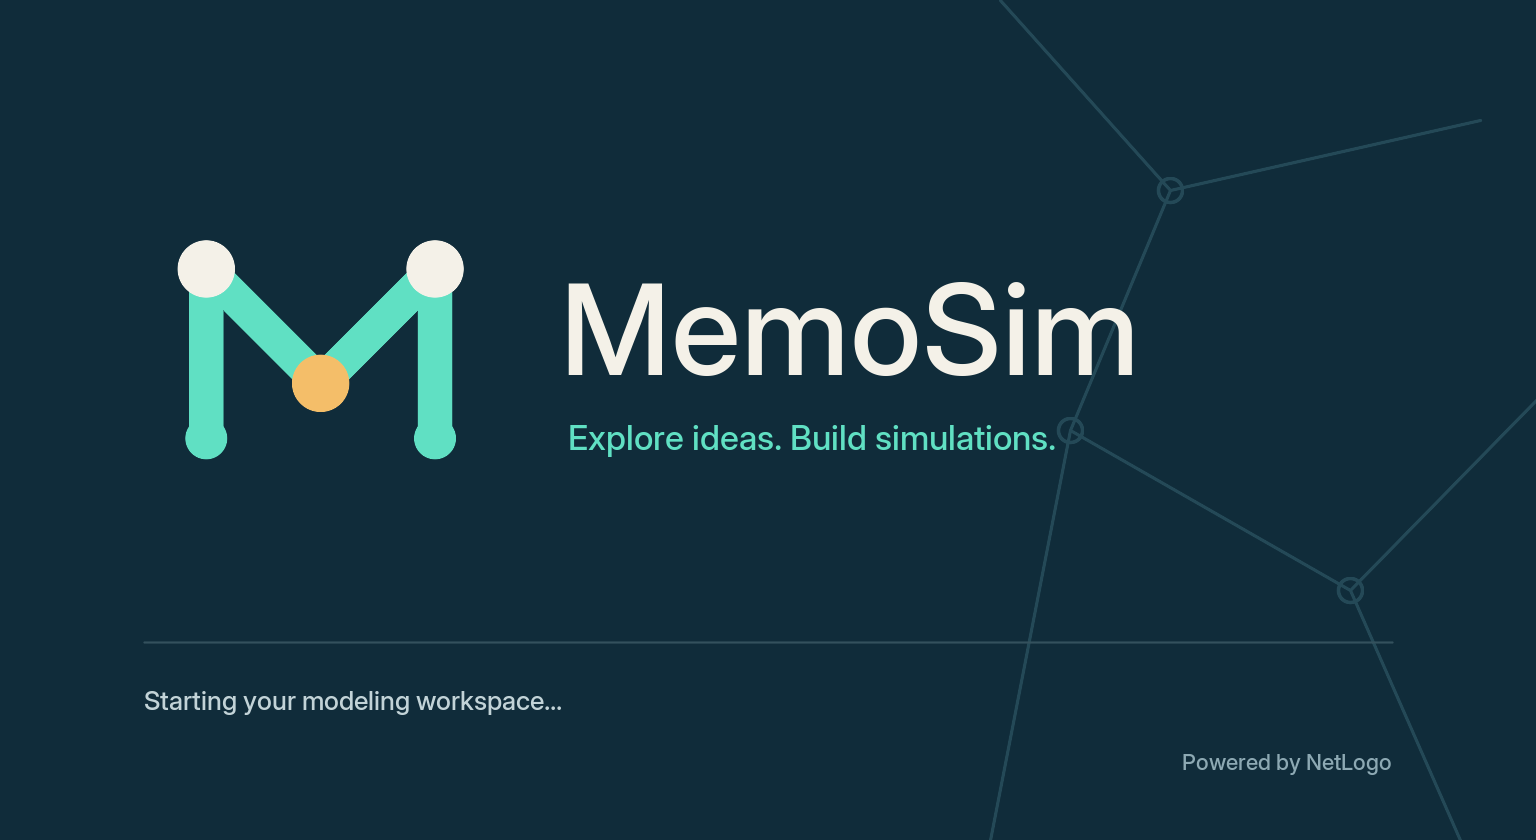 MemoSim
Explore ideas. Build simulations.
Starting your modeling workspace...
Powered by NetLogo